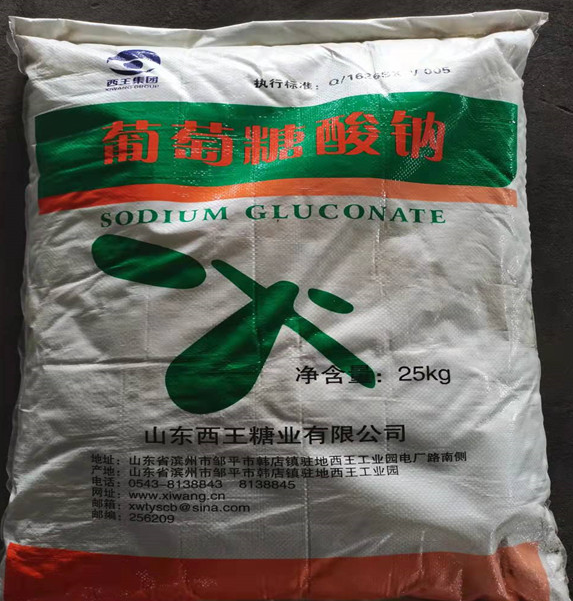 西王集团
XIWANG GROUP
执行标准：
葡萄糖酸钠
SODIUM GLUCONATE
净含量：25kg
山东西王糖业有限公司
地址：山东省滨州市邹平市韩店镇驻地西王工业园电厂路南侧
产地：山东省滨州市邹平市韩店镇驻地西王工业园
电话：0543-8138843 8138845
网址：www.xiwang.cn
邮箱：xwtyscb@sina.com
邮编：256209